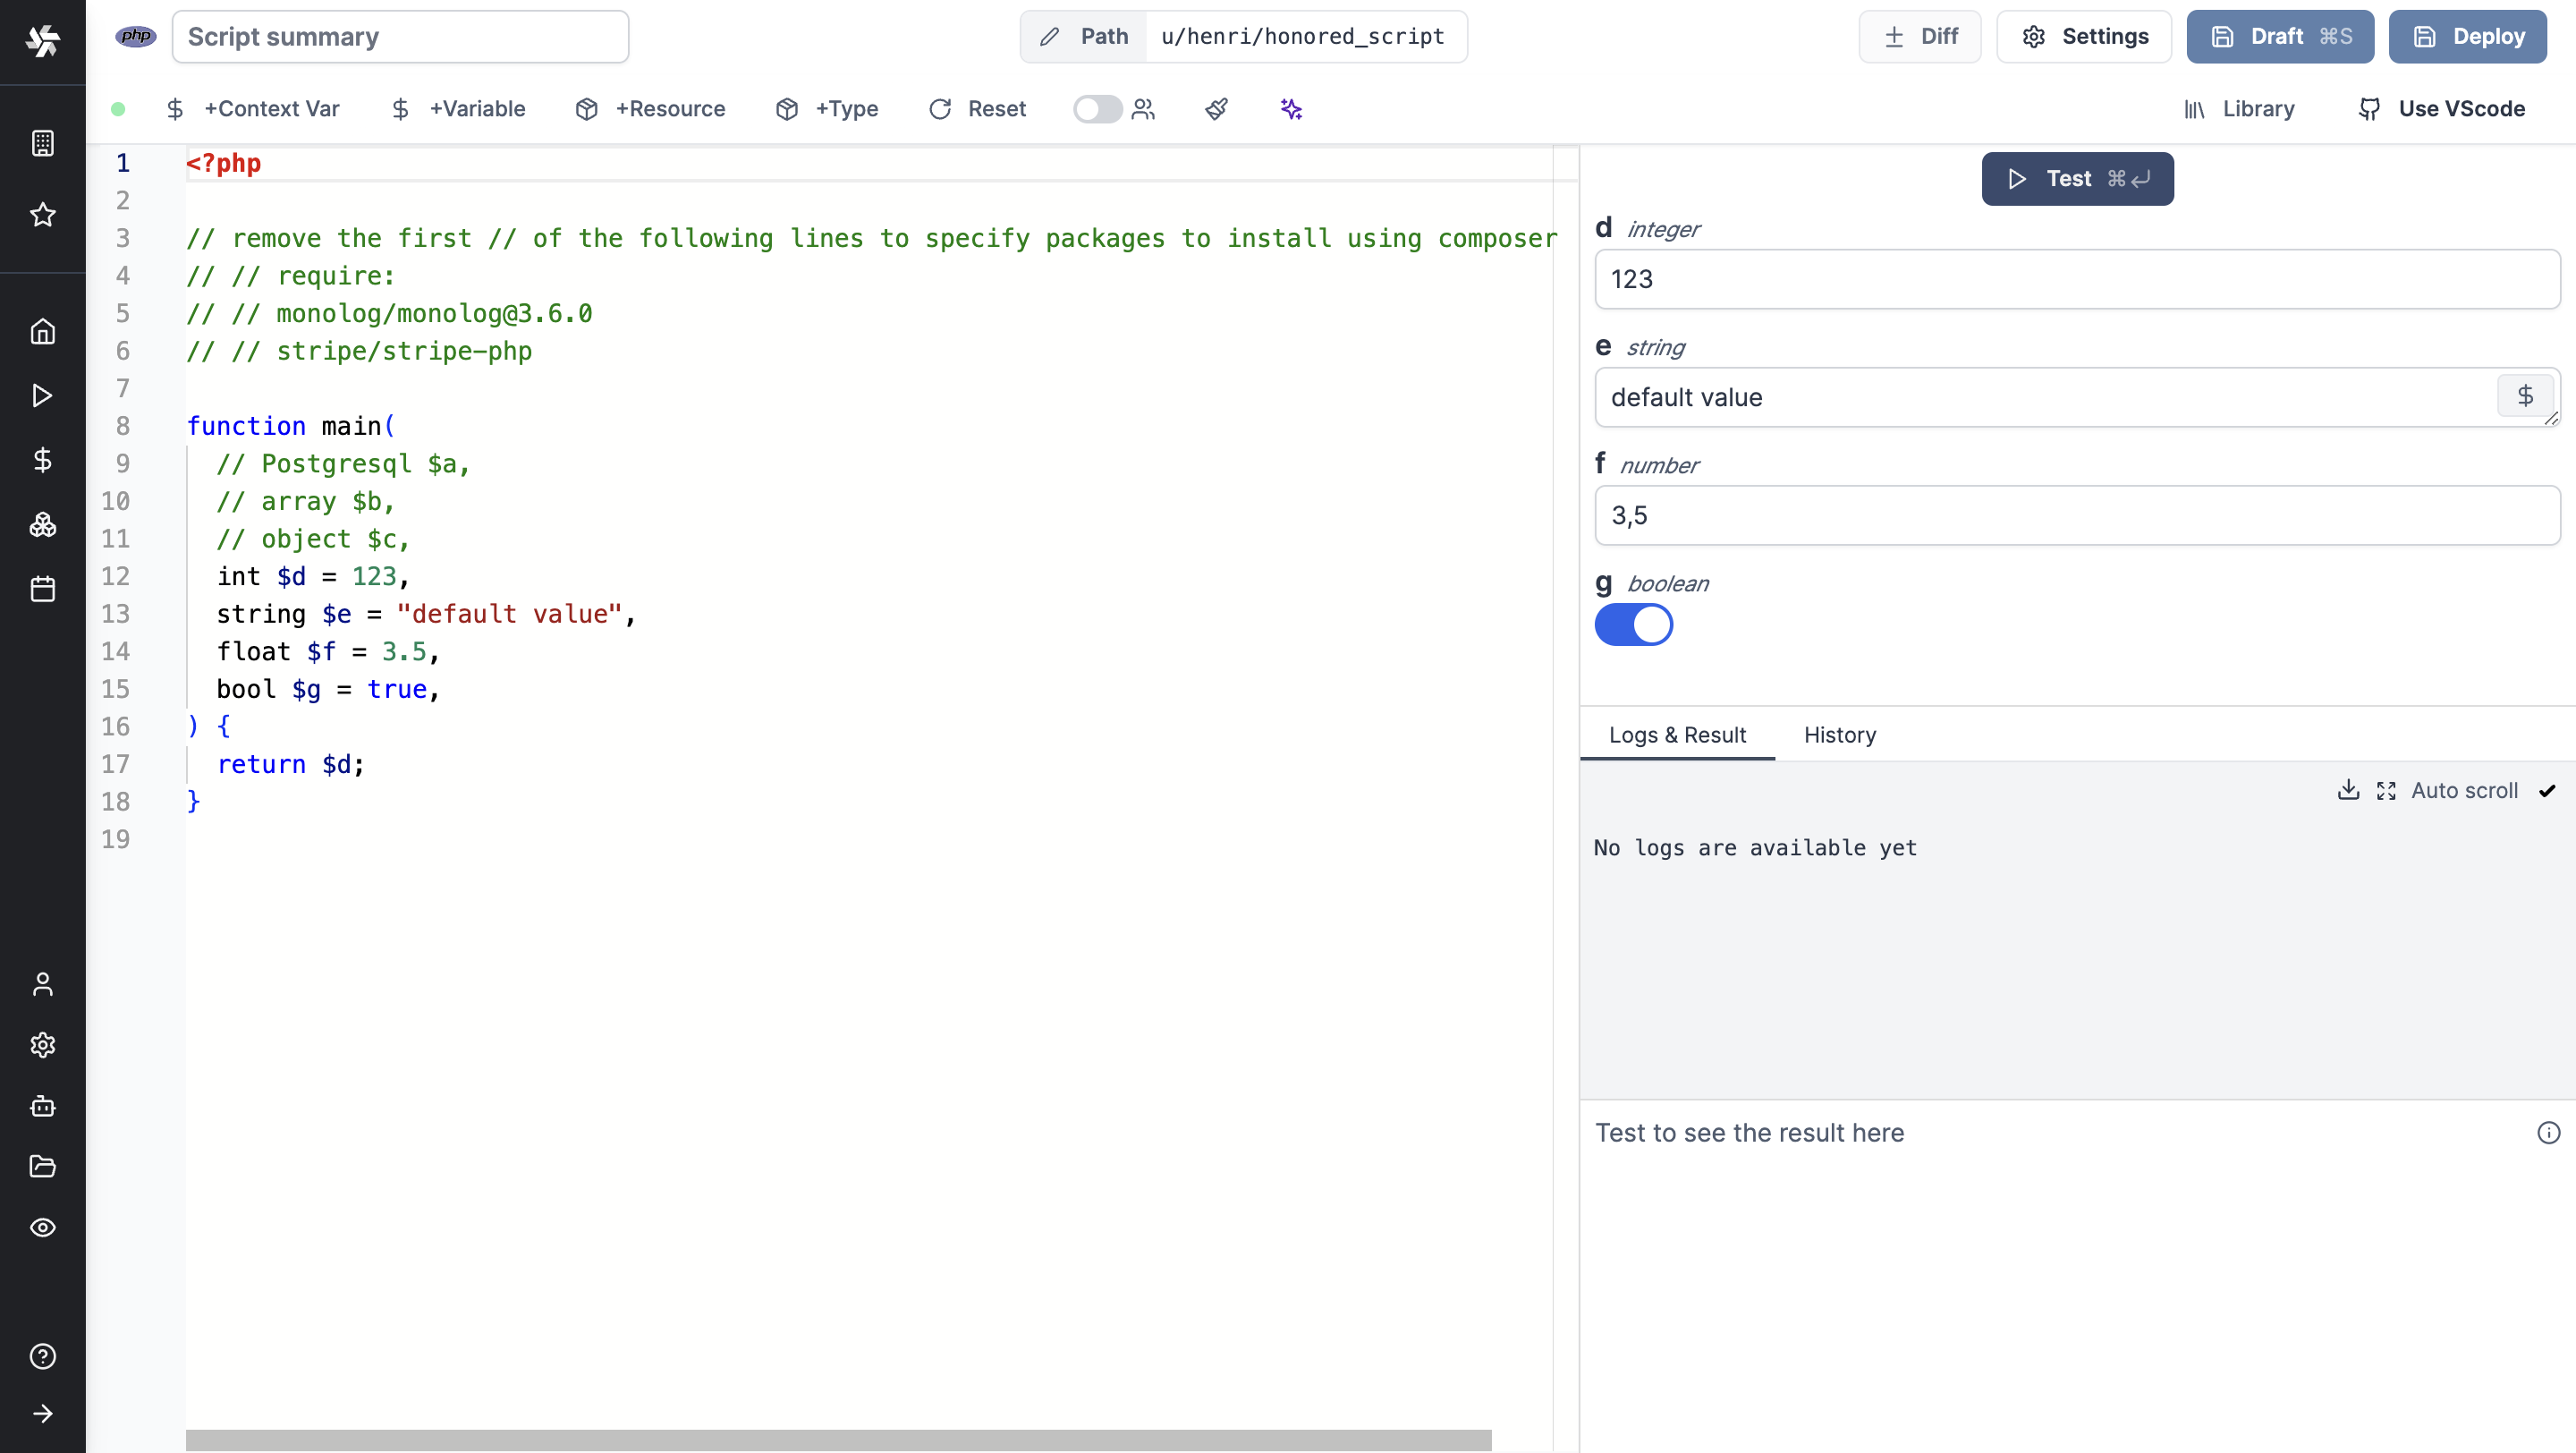 php Script summary Path u/henri/honored_script Diff Settings Draft ⌘S Deploy
+Context Var +Variable +Resource +Type Reset Library Use VScode
1 <?php
2
3 // remove the first // of the following lines to specify packages to install using composer
4 // // require:
5 // // monolog/monolog@3.6.0
6 // // stripe/stripe-php
7
8 function main(
9 // Postgresql $a,
10 // array $b,
11 // object $c,
12 int $d = 123,
13 string $e = "default value",
14 float $f = 3.5,
15 bool $g = true,
16 ) {
17 return $d;
18 }
19
Test ⌘
d integer
123
e string
default value $
f number
3,5
g boolean
Logs & Result History
Auto scroll
No logs are available yet
Test to see the result here